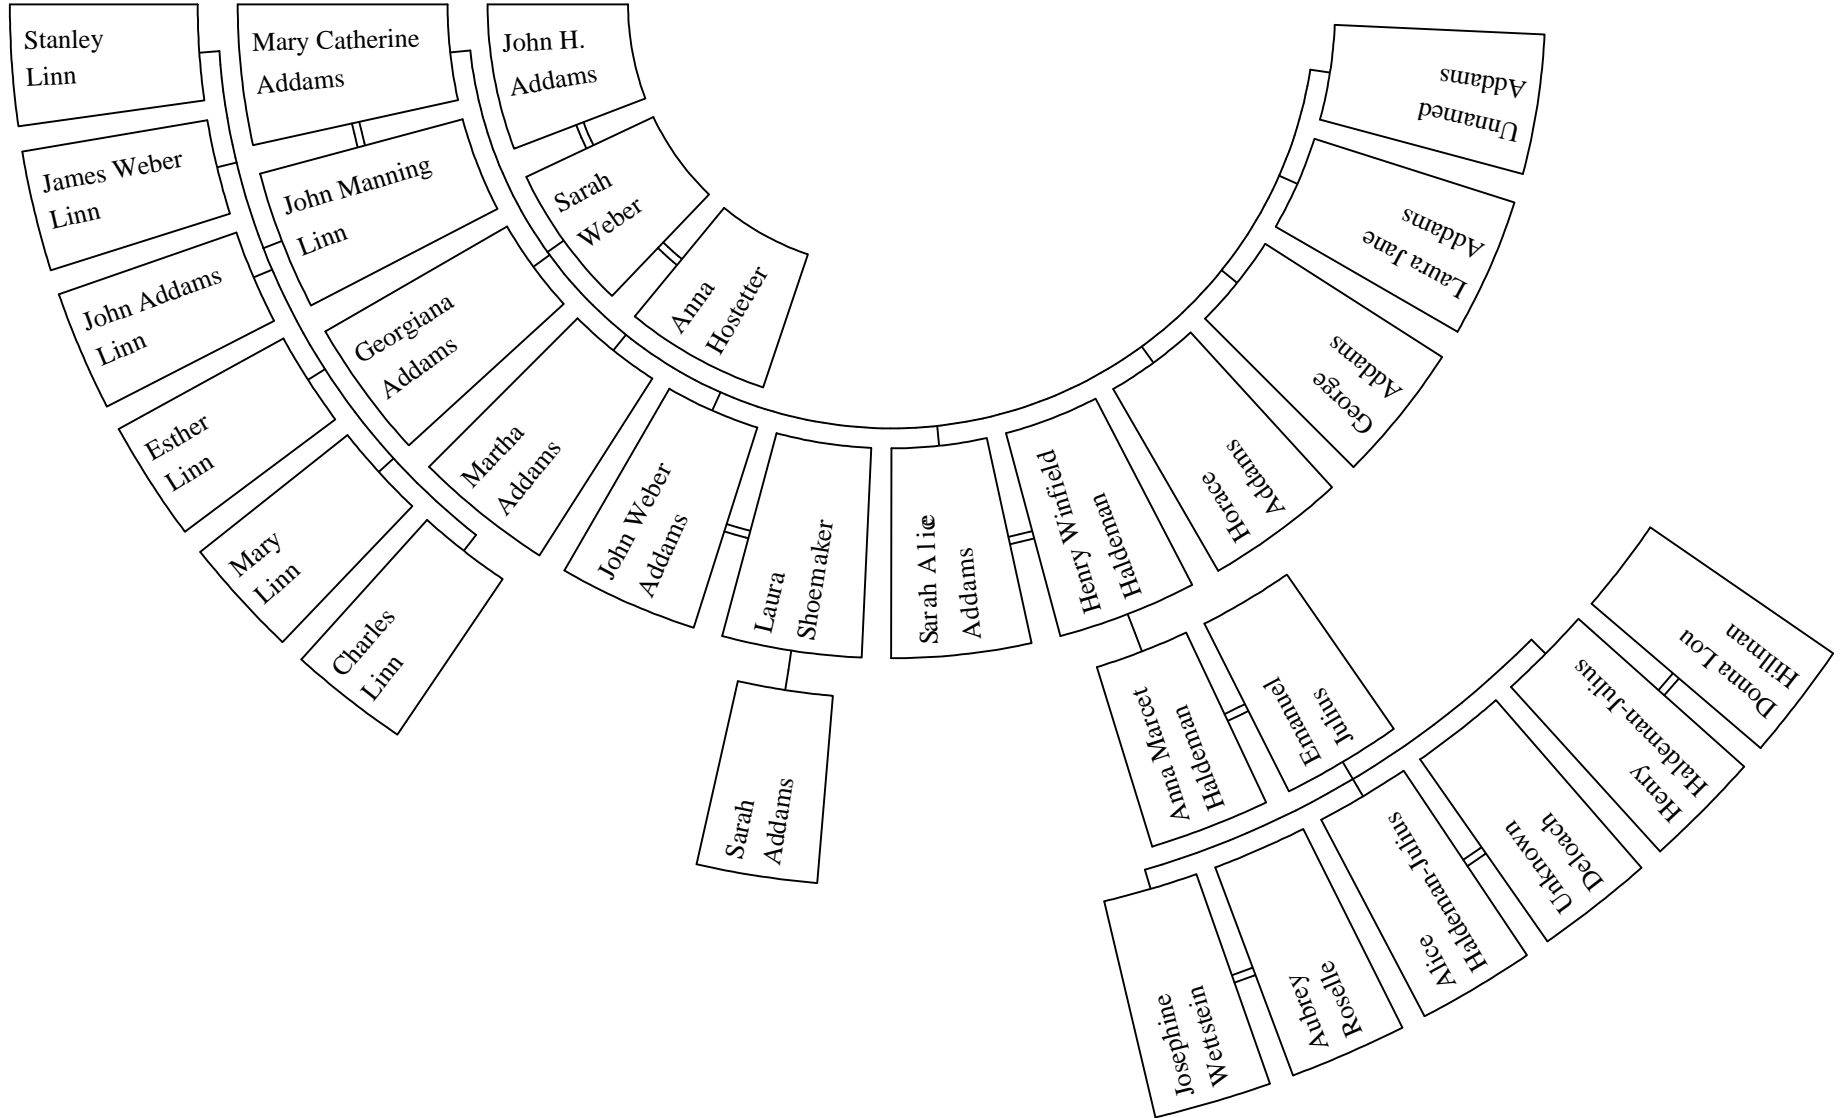 Stanley
Linn
Mary Catherine
Addams
John H.
Addams
James Weber
Linn
John Manning
Linn
Sarah
Weber
Anna
Hostetter
John Addams
Linn
Georgiana
Addams
Esther
Linn
Martha
Addams
Mary
Linn
John Weber
Addams
Charles
Linn
Laura
Shoemaker
Sarah Alice
Addams
Henry Winfield
Haldeman
Horace
Addams
George
Addams
Laura Jane
Addams
Unnamed
Addams
Sarah
Addams
Anna Marcet
Haldeman
Emanuel
Julius
Josephine
Wettstein
Aubrey
Roselle
Alice
Haldeman-Julius
Unknown
Deloach
Henry
Haldeman-Julius
Donna Lou
Hillman